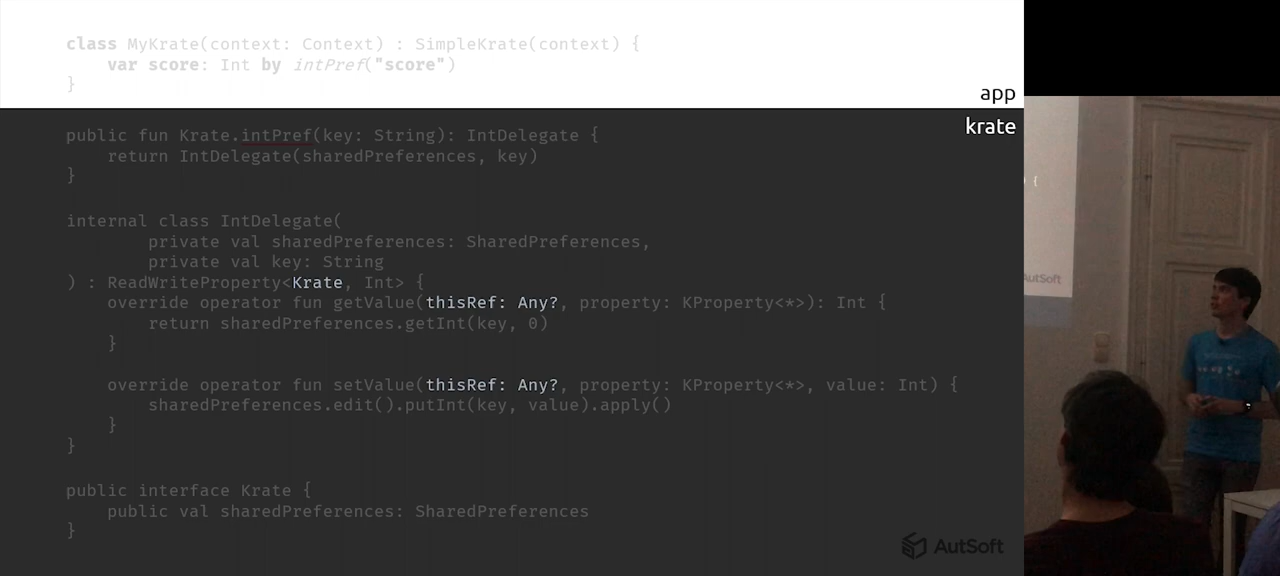 class MyKrate(context: Context) : SimpleKrate(context) {
    var score: Int by intPref("score")
}
app
krate
public fun Krate.intPref(key: String): IntDelegate {
    return IntDelegate(sharedPreferences, key)
}
internal class IntDelegate(
        private val sharedPreferences: SharedPreferences,
        private val key: String
) : ReadWriteProperty<Krate, Int> {
    override operator fun getValue(thisRef: Any?, property: KProperty<*>): Int {
        return sharedPreferences.getInt(key, 0)
    }
    override operator fun setValue(thisRef: Any?, property: KProperty<*>, value: Int) {
        sharedPreferences.edit().putInt(key, value).apply()
    }
}
public interface Krate {
    public val sharedPreferences: SharedPreferences
}
AutSoft
) {
AutSoft